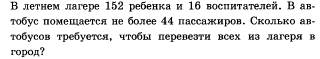 В летнем лагере 152 ребенка и 16 воспитателей. В ав-
тобус помещается не более 44 пассажиров. Сколько ав-
тобусов требуется, чтобы перевезти всех из лагеря в
город?